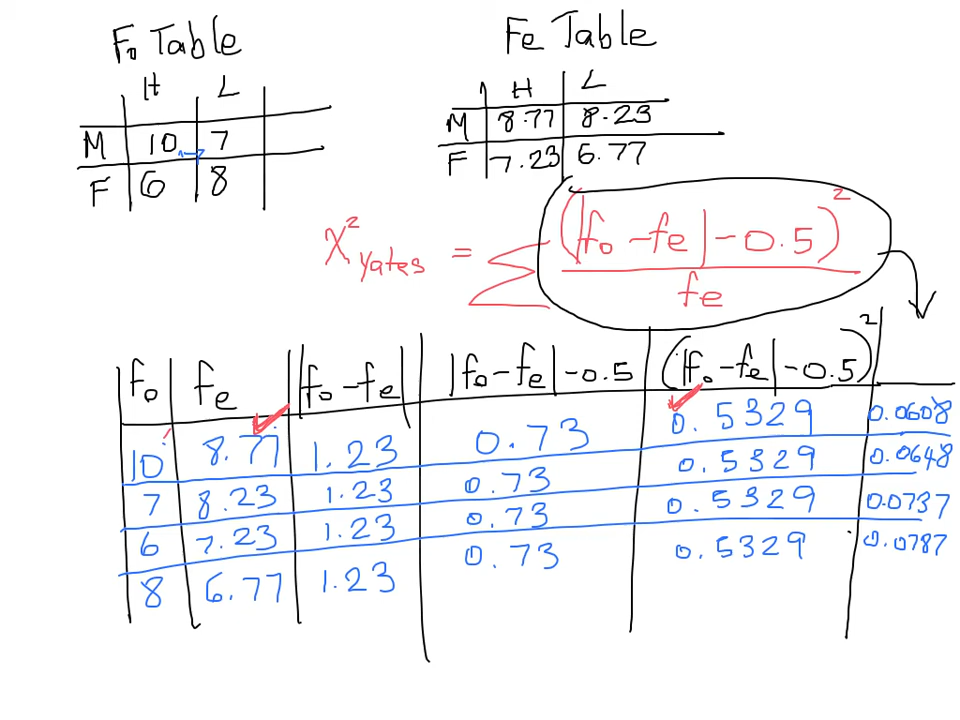 Fo Table
H L
M 10 7
F 6 8
Fe Table
H L
M 8.77 8.23
F 7.23 6.77
X² Yates = Σ (|fo - fe| - 0.5)² / fe
fo fe |fo - fe| |fo - fe| - 0.5 (|fo - fe| - 0.5)²
10 8.77 1.23 0.73 0.5329 0.0608
7 8.23 1.23 0.73 0.5329 0.0648
6 7.23 1.23 0.73 0.5329 0.0737
8 6.77 1.23 0.73 0.5329 0.0787